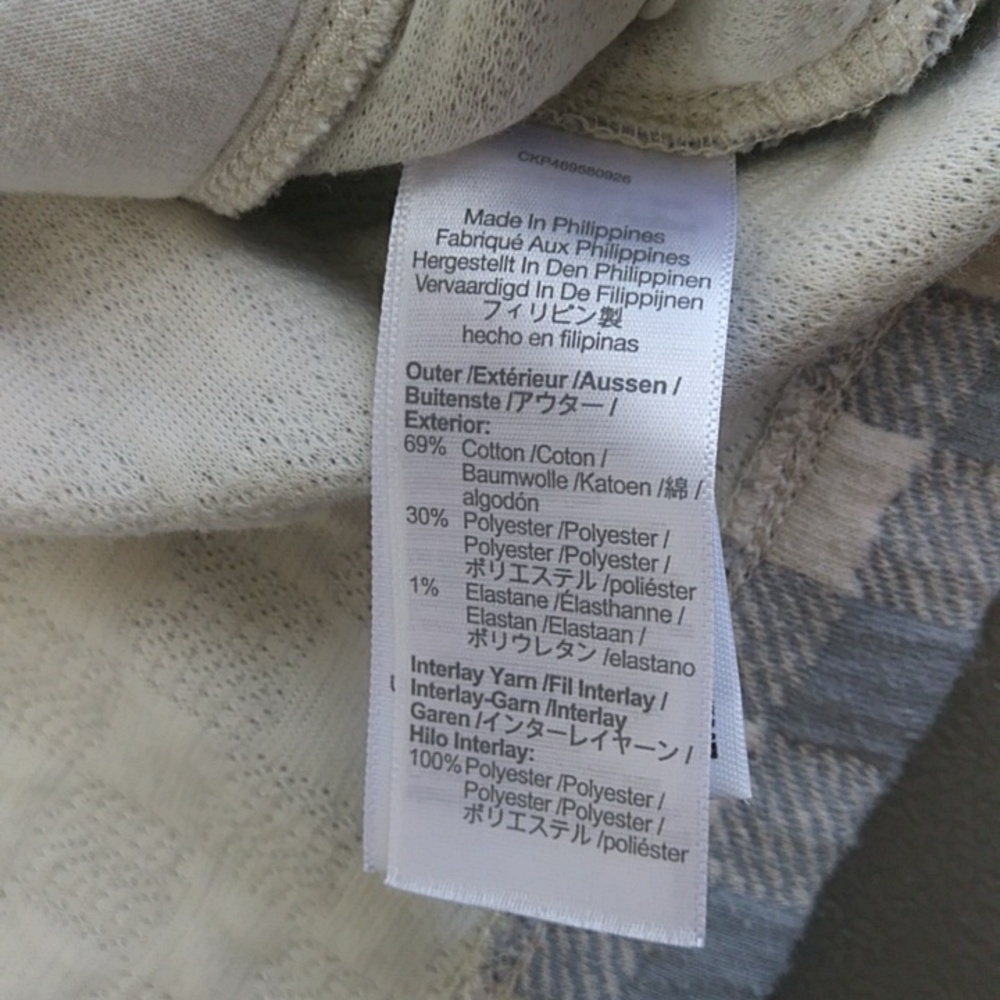 CKP469580926
Made In Philippines
Fabriqué Aux Philippines
Hergestellt In Den Philippinen
Vervaardigd In De Filippijnen
フィリピン製
hecho en filipinas
Outer /Extérieur /Aussen /
Buitenste /アウター /
Exterior:
69% Cotton /Coton /
Baumwolle /Katoen /綿 /
algodón
30% Polyester /Polyester /
Polyester /Polyester /
ポリエステル /poliéster
1% Elastane /Élasthanne /
Elastan /Elastaan /
ポリウレタン /elastano
Interlay Yarn /Fil Interlay /
Interlay-Garn /Interlay
Garen /インターレイヤーン /
Hilo Interlay:
100% Polyester /Polyester /
Polyester /Polyester /
ポリエステル /poliéster